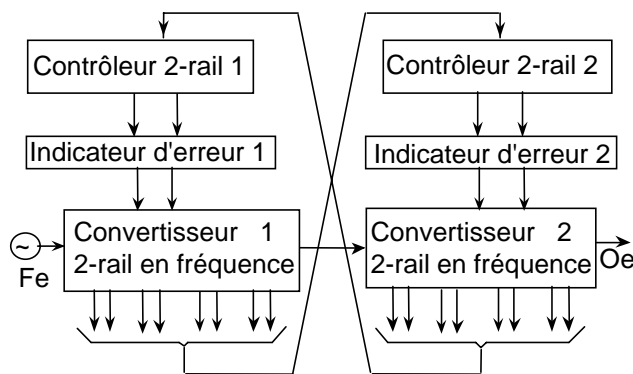 Contrôleur 2-rail 1
Contrôleur 2-rail 2
Indicateur d'erreur 1
Indicateur d'erreur 2
~
Fe
Convertisseur 1
2-rail en fréquence
Convertisseur 2
2-rail en fréquence
Oe